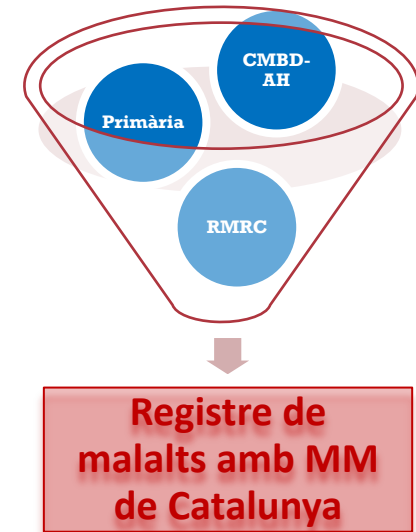 CMBD-
AH
Primària
RMRC
Registre de
malalts amb MM
de Catalunya